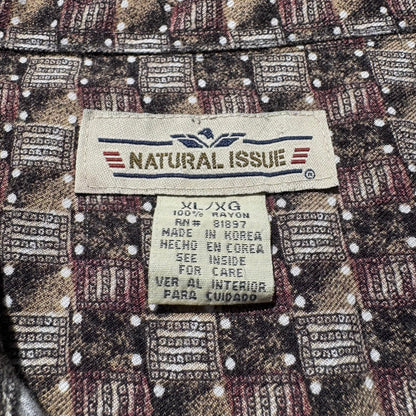 NATURAL ISSUE
®
XL/XG
100% RAYON
RN# 81897
MADE IN KOREA
HECHO EN COREA
SEE INSIDE
FOR CARE
VER AL INTERIOR
PARA CUIDADO